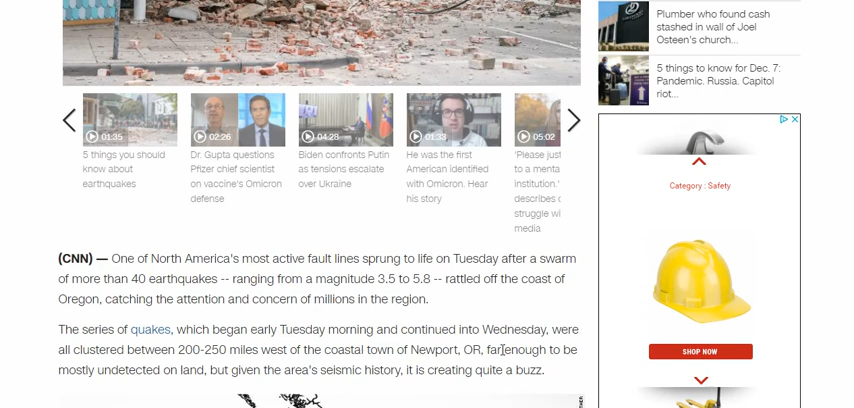 Plumber who found cash
stashed in wall of Joel
Osteen's church...
5 things to know for Dec. 7:
Pandemic. Russia. Capitol
riot...
01:35
02:26
04:28
01:33
05:02
5 things you should
know about
earthquakes
Dr. Gupta questions
Pfizer chief scientist
on vaccine's Omicron
defense
Biden confronts Putin
as tensions escalate
over Ukraine
He was the first
American identified
with Omicron. Hear
his story
'Please just
to a menta
institution.'
describes
struggle wi
media
Category : Safety
SHOP NOW
(CNN) — One of North America's most active fault lines sprung to life on Tuesday after a swarm
of more than 40 earthquakes -- ranging from a magnitude 3.5 to 5.8 -- rattled off the coast of
Oregon, catching the attention and concern of millions in the region.
The series of quakes, which began early Tuesday morning and continued into Wednesday, were
all clustered between 200-250 miles west of the coastal town of Newport, OR, far enough to be
mostly undetected on land, but given the area's seismic history, it is creating quite a buzz.